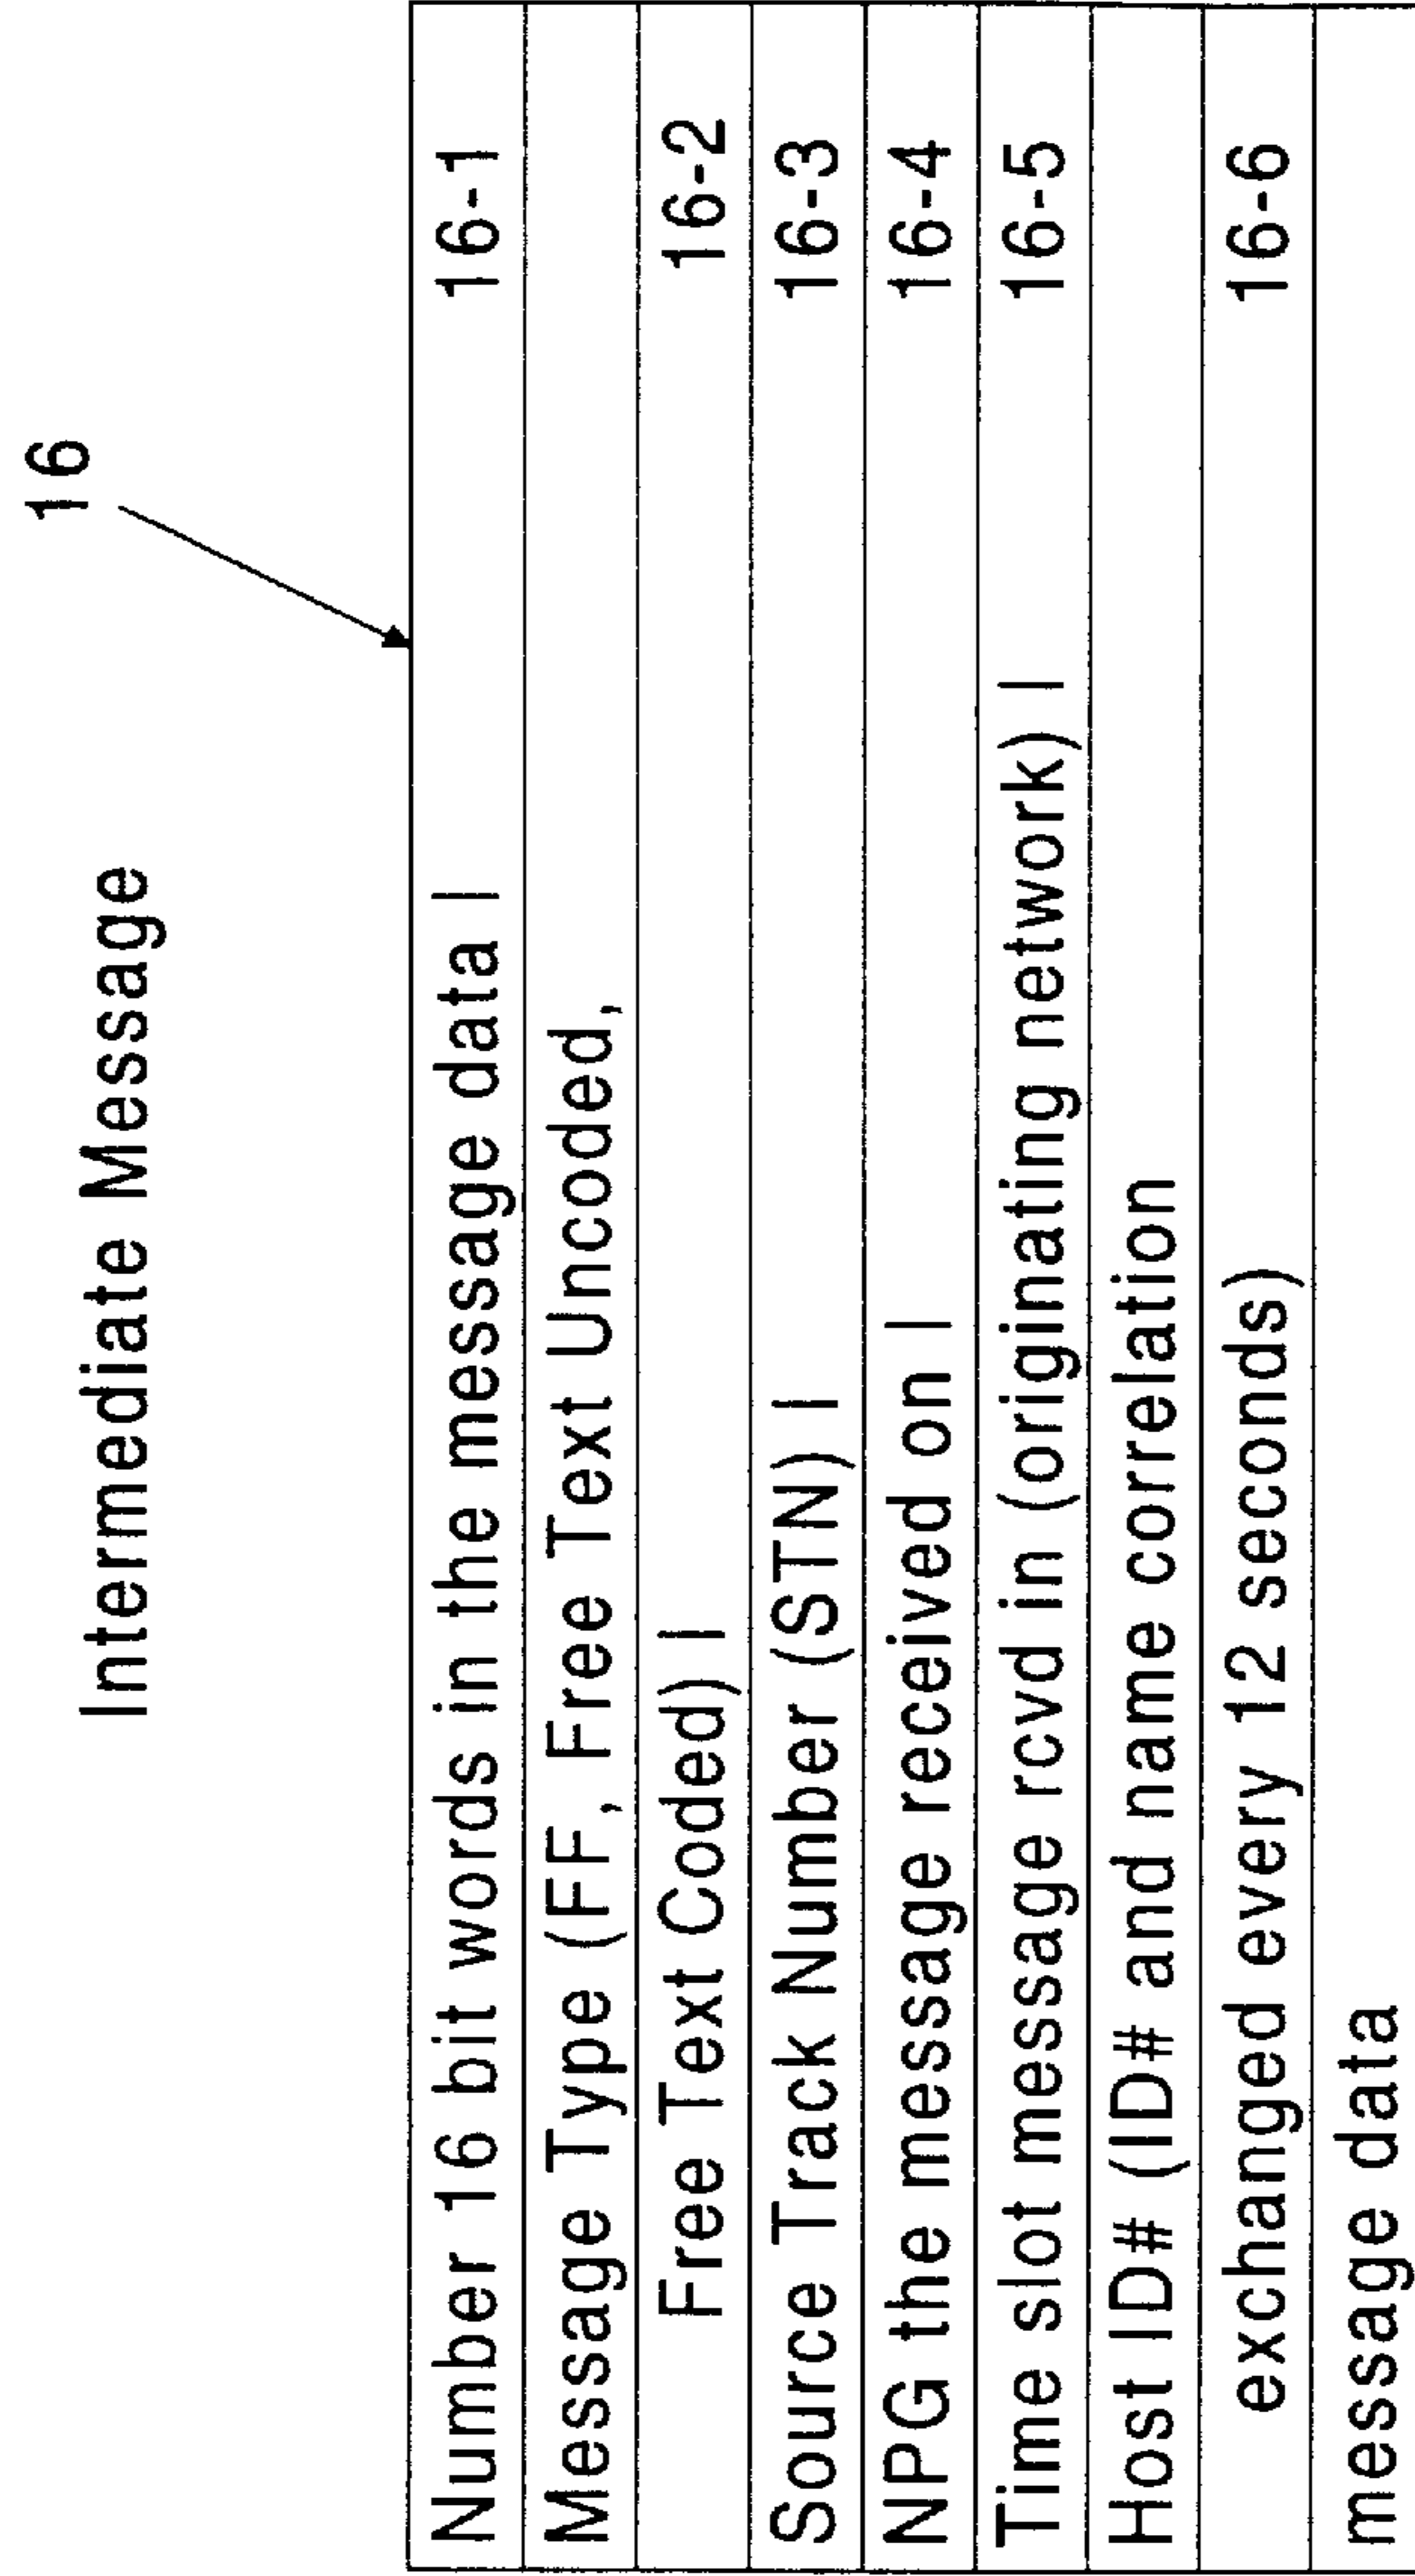 Intermediate Message
16
Number 16 bit words in the message data | 16-1
Message Type (FF, Free Text Uncoded,
Free Text Coded) | 16-2
Source Track Number (STN) | 16-3
NPG the message received on | 16-4
Time slot message rcvd in (originating network) | 16-5
Host ID# (ID# and name correlation
exchanged every 12 seconds) 16-6
message data